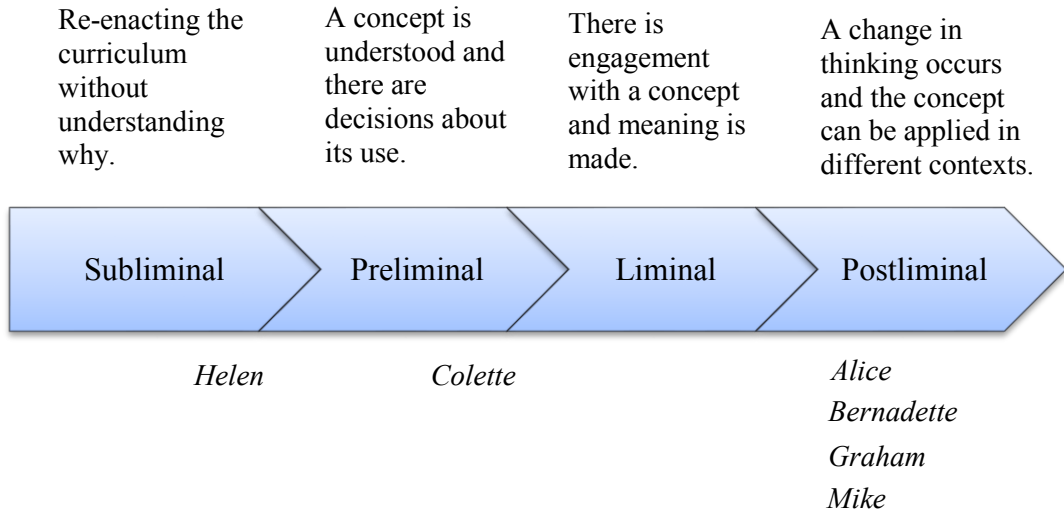 Re-enacting the
curriculum
without
understanding
why.
A concept is
understood and
there are
decisions about
its use.
There is
engagement
with a concept
and meaning is
made.
A change in
thinking occurs
and the concept
can be applied in
different contexts.
Subliminal
Preliminal
Liminal
Postliminal
Helen
Colette
Alice
Bernadette
Graham
Mike